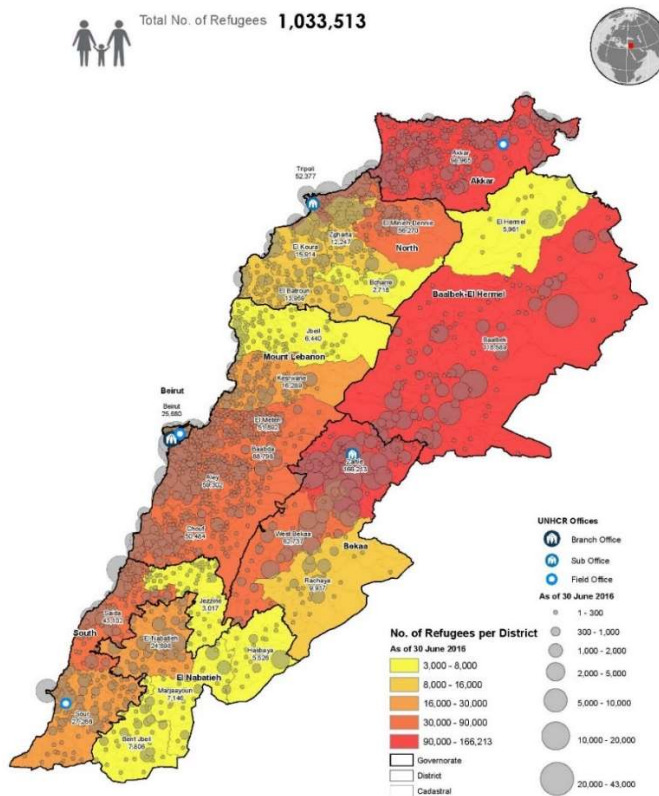 Total No. of Refugees 1,033,513
Akkar
Akkar
Tripoli
52,377
El Hermel
5,961
El Minieh-Dennie
Zgharta
12,247
North
El Koura
El Batroun
Bcharre
Baalbek-El Hermel
Jbeil
6,440
Baalbek
Mount Lebanon
Kesrwane
Beirut
Beirut
El Meten
Baabda
Zahle
Aley
Chouf
West Bekaa
Bekaa
Rachaya
Jezzine
3,017
Saida
South
El Nabatieh
Hasbaya
El Nabatieh
Marjaayoun
7,146
Sour
Bent Jbeil
UNHCR Offices
Branch Office
Sub Office
Field Office
As of 30 June 2016
1 - 300
300 - 1,000
1,000 - 2,000
2,000 - 5,000
5,000 - 10,000
10,000 - 20,000
20,000 - 43,000
No. of Refugees per District
As of 30 June 2016
3,000 - 8,000
8,000 - 16,000
16,000 - 30,000
30,000 - 90,000
90,000 - 166,213
Governorate
District
Cadastral